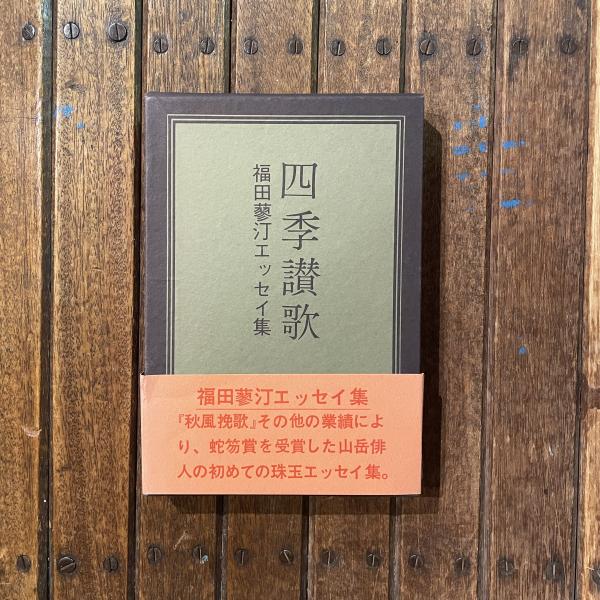 四季讃歌
福田蓼汀エッセイ集
福田蓼汀エッセイ集
『秋風挽歌』その他の業績によ
り、蛇笏賞を受賞した山岳俳
人の初めての珠玉エッセイ集。